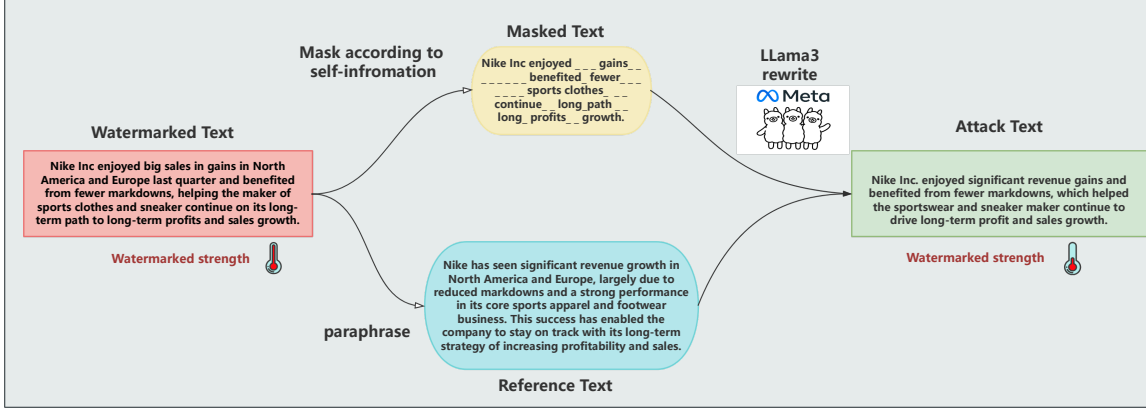 Masked Text
Mask according to
self-infromation
Nike Inc enjoyed _ _ _ gains_ _
_ _ _ _ _ _ benefited_ fewer_ _ _
_ _ _ _ sports clothes_ _ _
continue_ _ long_path _ _
long_ profits_ _ growth.
LLama3
rewrite
Meta
Watermarked Text
Nike Inc enjoyed big sales in gains in North
America and Europe last quarter and benefited
from fewer markdowns, helping the maker of
sports clothes and sneaker continue on its long-
term path to long-term profits and sales growth.
Watermarked strength
Attack Text
Nike Inc. enjoyed significant revenue gains and
benefited from fewer markdowns, which helped
the sportswear and sneaker maker continue to
drive long-term profit and sales growth.
Watermarked strength
paraphrase
Nike has seen significant revenue growth in
North America and Europe, largely due to
reduced markdowns and a strong performance
in its core sports apparel and footwear
business. This success has enabled the
company to stay on track with its long-term
strategy of increasing profitability and sales.
Reference Text